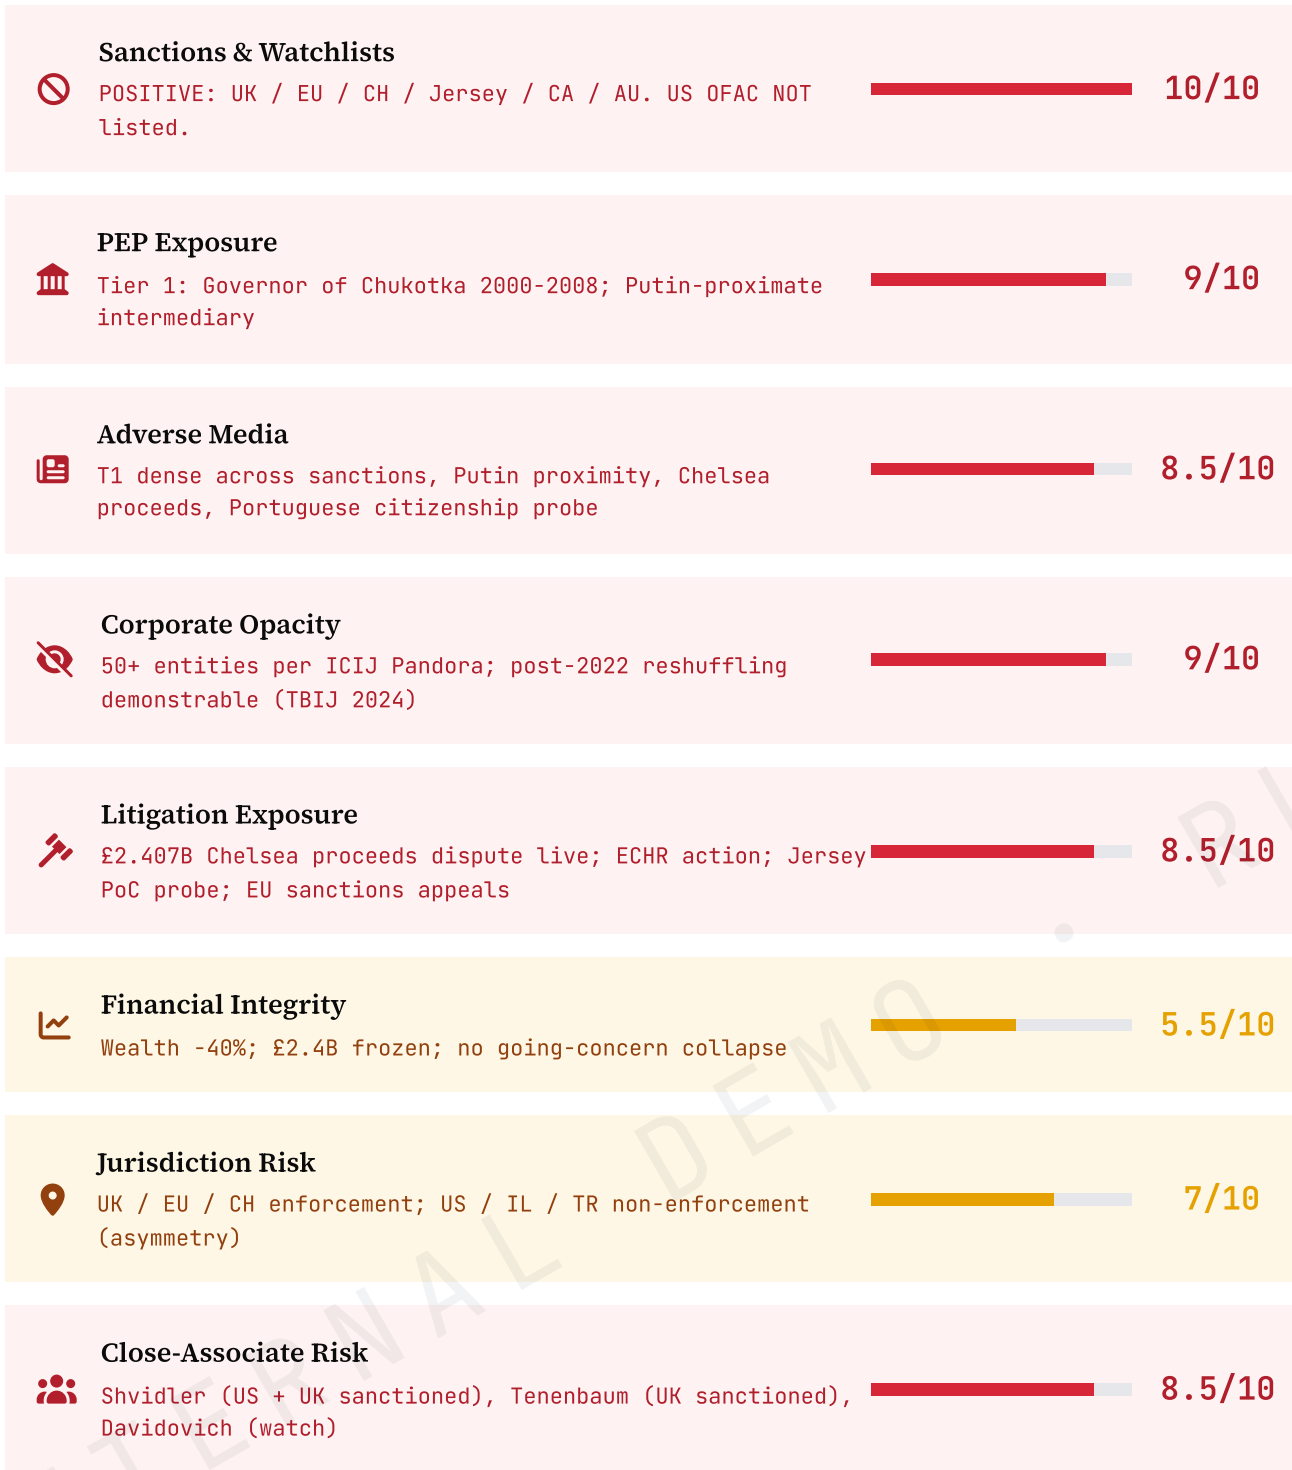 Sanctions & Watchlists
POSITIVE: UK / EU / CH / Jersey / CA / AU. US OFAC NOT
listed.
10/10
PEP Exposure
Tier 1: Governor of Chukotka 2000-2008; Putin-proximate
intermediary
9/10
Adverse Media
T1 dense across sanctions, Putin proximity, Chelsea
proceeds, Portuguese citizenship probe
8.5/10
Corporate Opacity
50+ entities per ICIJ Pandora; post-2022 reshuffling
demonstrable (TBIJ 2024)
9/10
Litigation Exposure
£2.407B Chelsea proceeds dispute live; ECHR action; Jersey
PoC probe; EU sanctions appeals
8.5/10
Financial Integrity
Wealth -40%; £2.4B frozen; no going-concern collapse
5.5/10
Jurisdiction Risk
UK / EU / CH enforcement; US / IL / TR non-enforcement
(asymmetry)
7/10
Close-Associate Risk
Shvidler (US + UK sanctioned), Tenenbaum (UK sanctioned),
Davidovich (watch)
8.5/10
TERNAL DEMO ·